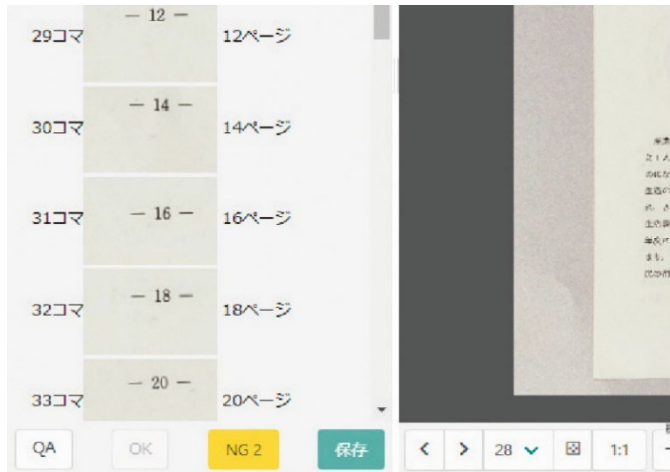 29コマ — 12 — 12ページ
30コマ — 14 — 14ページ
31コマ — 16 — 16ページ
32コマ — 18 — 18ページ
33コマ — 20 — 20ページ
QA OK NG 2 保存
28 1:1